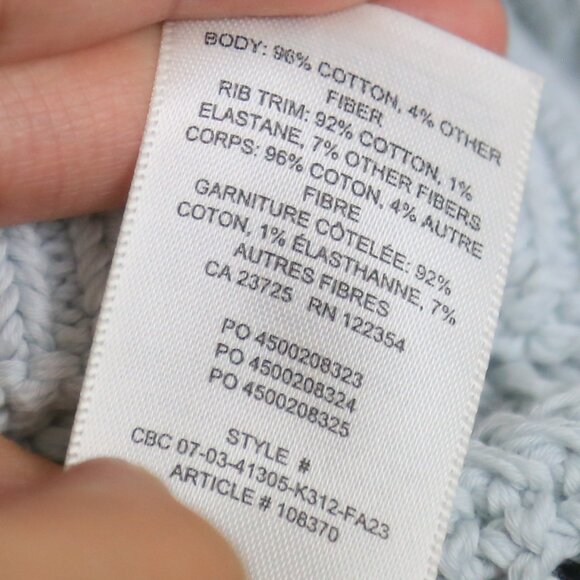 BODY: 96% COTTON, 4% OTHER
FIBER
RIB TRIM: 92% COTTON, 1%
ELASTANE, 7% OTHER FIBERS
CORPS: 96% COTON, 4% AUTRE
FIBRE
GARNITURE CÔTELÉE: 92%
COTON, 1% ÉLASTHANNE, 7%
AUTRES FIBRES
CA 23725 RN 122354
PO 4500208323
PO 4500208324
PO 4500208325
STYLE #
CBC 07-03-41305-K312-FA23
ARTICLE # 108370